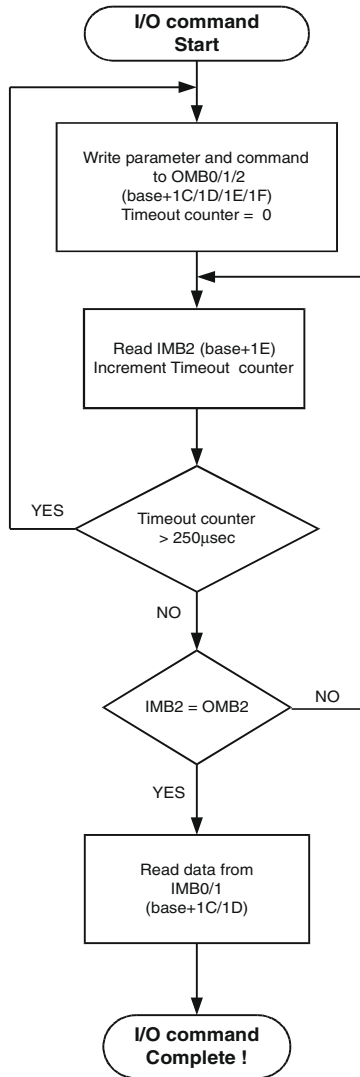 I/O command
Start
Write parameter and command
to OMB0/1/2
(base+1C/1D/1E/1F)
Timeout counter = 0
Read IMB2 (base+1E)
Increment Timeout counter
YES
Timeout counter
> 250μsec
NO
IMB2 = OMB2
NO
YES
Read data from
IMB0/1
(base+1C/1D)
I/O command
Complete !